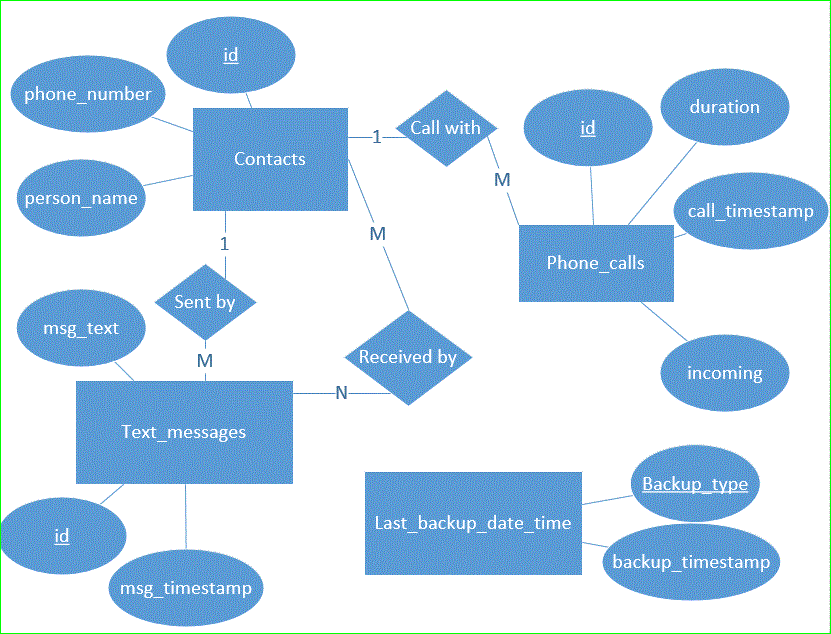 id
phone_number
Contacts
person_name
1
Call with
M
id
duration
call_timestamp
Phone_calls
incoming
1
Sent by
M
M
Received by
N
msg_text
Text_messages
id
msg_timestamp
Last_backup_date_time
Backup_type
backup_timestamp